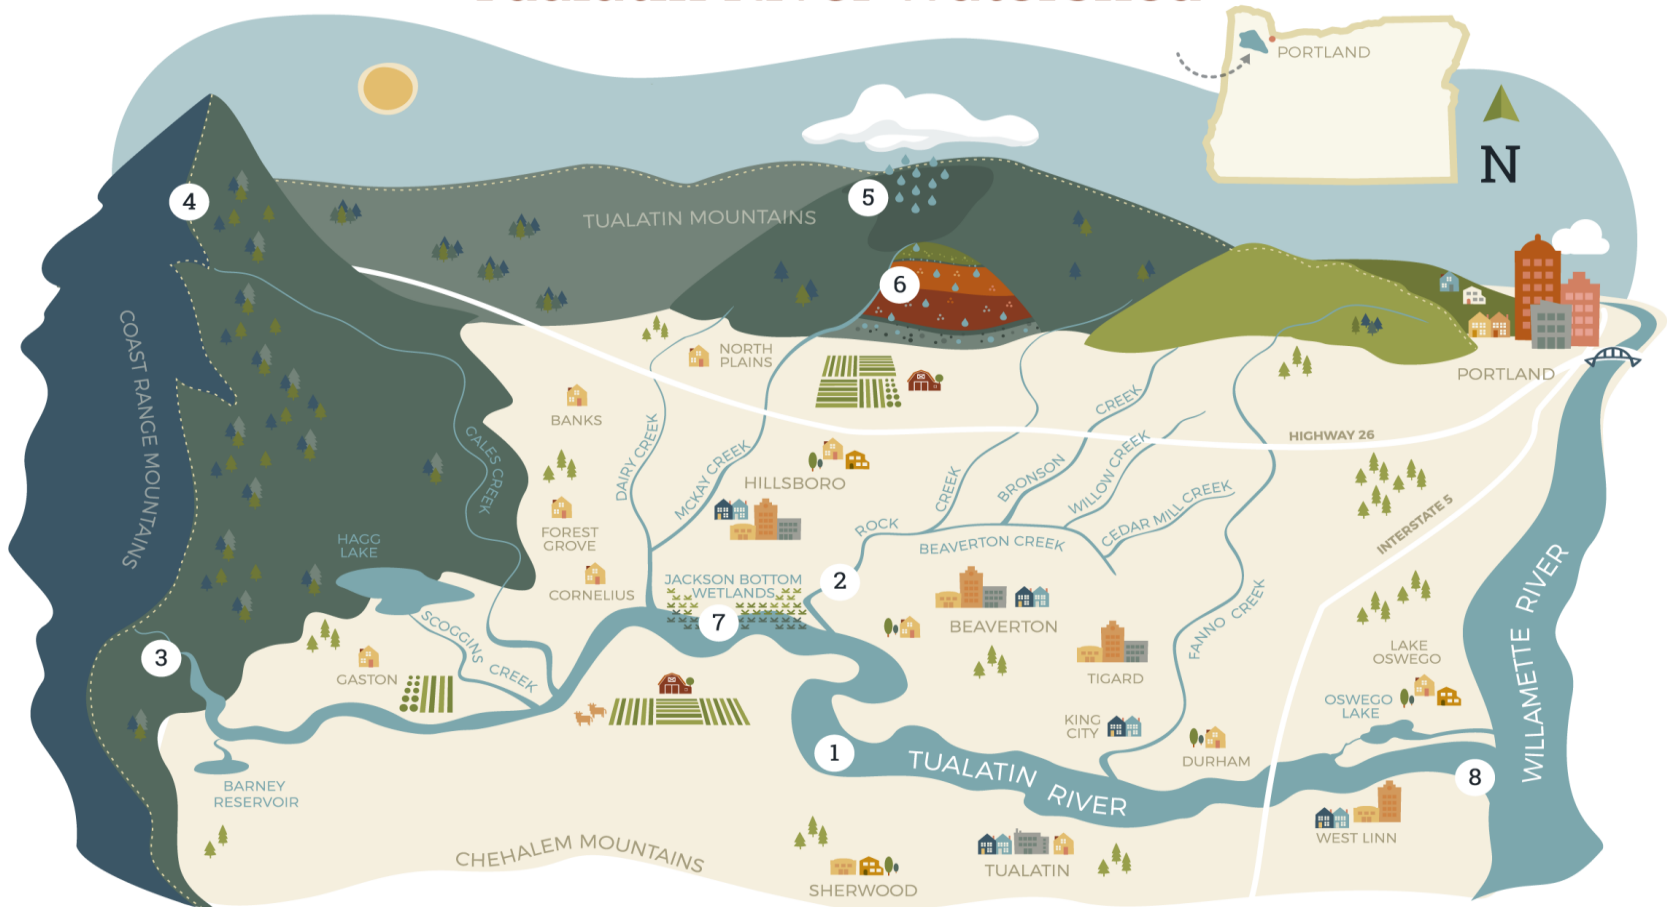 Tualatin River Watershed
PORTLAND
N
4
5
TUALATIN MOUNTAINS
6
COAST RANGE MOUNTAINS
NORTH
PLAINS
PORTLAND
BANKS
CREEK
HIGHWAY 26
GALES CREEK
DAIRY CREEK
MCKAY CREEK
HILLSBORO
CREEK
BRONSON
WILLOW CREEK
CEDAR MILL CREEK
INTERSTATE 5
FOREST
GROVE
ROCK
BEAVERTON CREEK
HAGG
LAKE
CORNELIUS
JACKSON BOTTOM
WETLANDS
2
7
BEAVERTON
FANNO CREEK
WILLAMETTE RIVER
SCOGGINS CREEK
3
GASTON
TIGARD
LAKE
OSWEGO
OSWEGO
LAKE
KING
CITY
1
TUALATIN RIVER
DURHAM
8
BARNEY
RESERVOIR
WEST LINN
CHEHALEM MOUNTAINS
TUALATIN
SHERWOOD